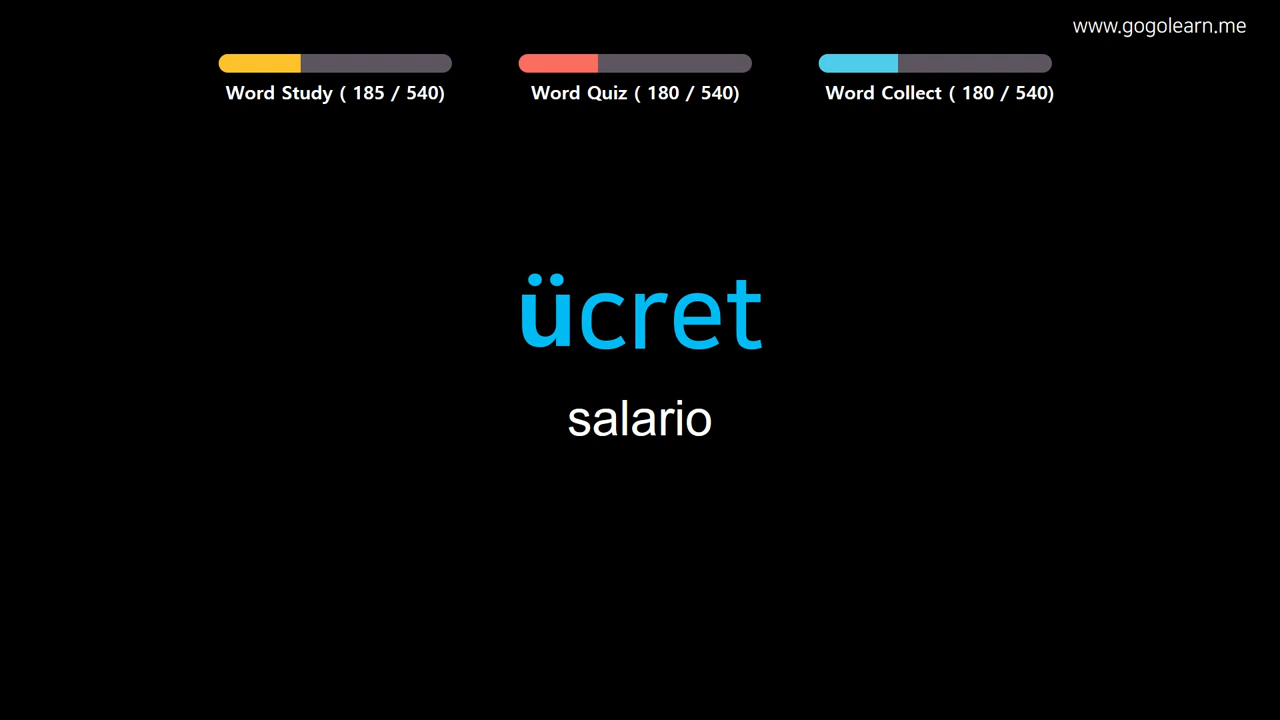 www.gogolearn.me
Word Study ( 185 / 540)
Word Quiz ( 180 / 540)
Word Collect ( 180 / 540)
ücret
salario